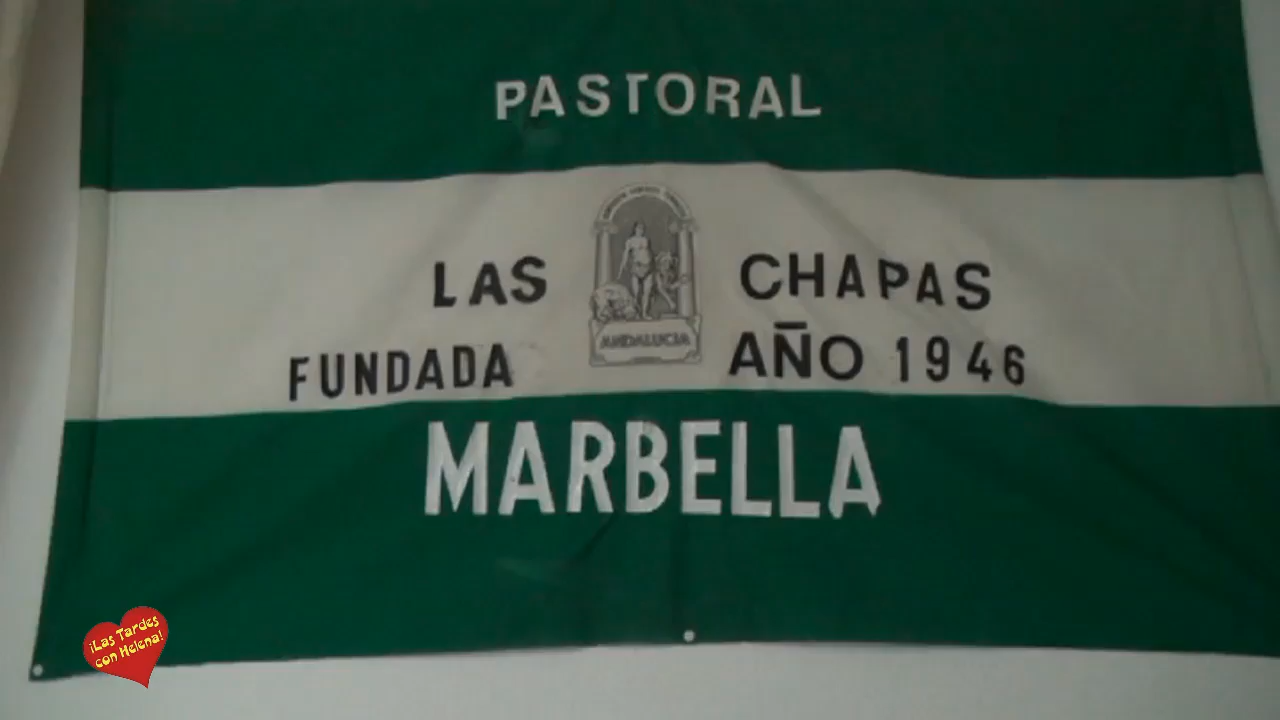 PASTORAL
LAS CHAPAS
FUNDADA AÑO 1946
ANDALUCIA
MARBELLA
¡Las Tardes
con Helena!